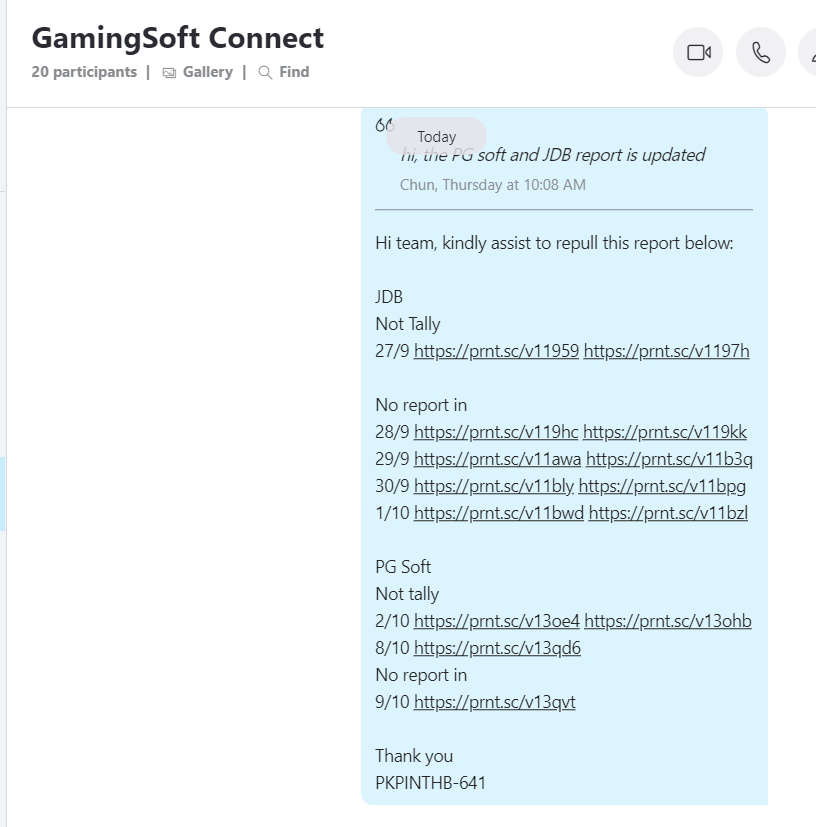 GamingSoft Connect
20 participants | Gallery | Find
Today
hi, the PG soft and JDB report is updated
Chun, Thursday at 10:08 AM
Hi team, kindly assist to repull this report below:
JDB
Not Tally
27/9 https://prnt.sc/v11959 https://prnt.sc/v1197h
No report in
28/9 https://prnt.sc/v119hc https://prnt.sc/v119kk
29/9 https://prnt.sc/v11awa https://prnt.sc/v11b3q
30/9 https://prnt.sc/v11bly https://prnt.sc/v11bpg
1/10 https://prnt.sc/v11bwd https://prnt.sc/v11bzl
PG Soft
Not tally
2/10 https://prnt.sc/v13oe4 https://prnt.sc/v13ohb
8/10 https://prnt.sc/v13qd6
No report in
9/10 https://prnt.sc/v13qvt
Thank you
PKPINTHB-641